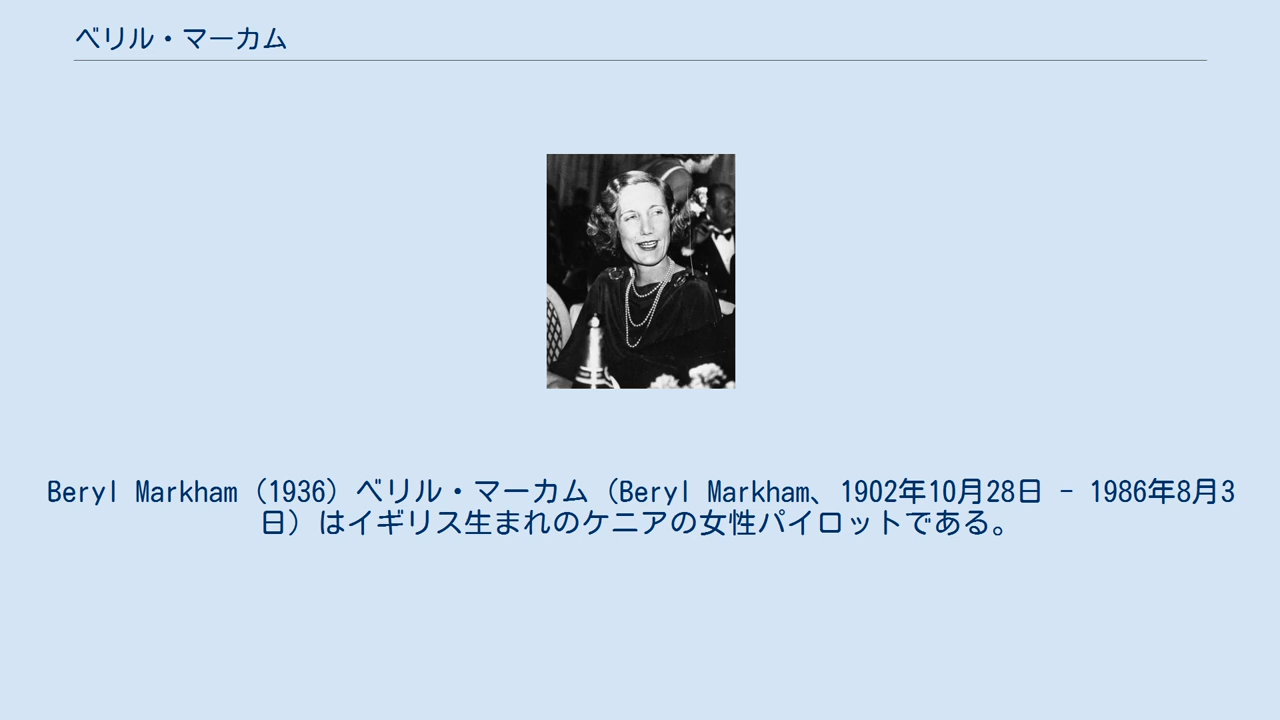 ベリル・マーカム
Beryl Markham (1936) ベリル・マーカム（Beryl Markham、1902年10月28日 - 1986年8月3
日）はイギリス生まれのケニアの女性パイロットである。